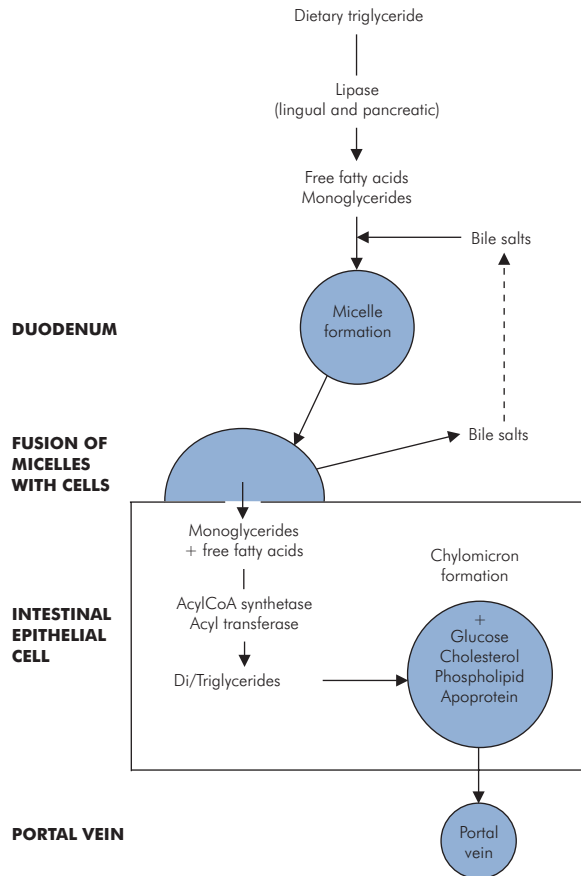 Dietary triglyceride
Lipase
(lingual and pancreatic)
Free fatty acids
Monoglycerides
Bile salts
DUODENUM
Micelle
formation
FUSION OF
MICELLES
WITH CELLS
Bile salts
Monoglycerides
+ free fatty acids
Chylomicron
formation
INTESTINAL
EPITHELIAL
CELL
AcylCoA synthetase
Acyl transferase
Di/Triglycerides
+
Glucose
Cholesterol
Phospholipid
Apoprotein
PORTAL VEIN
Portal
vein